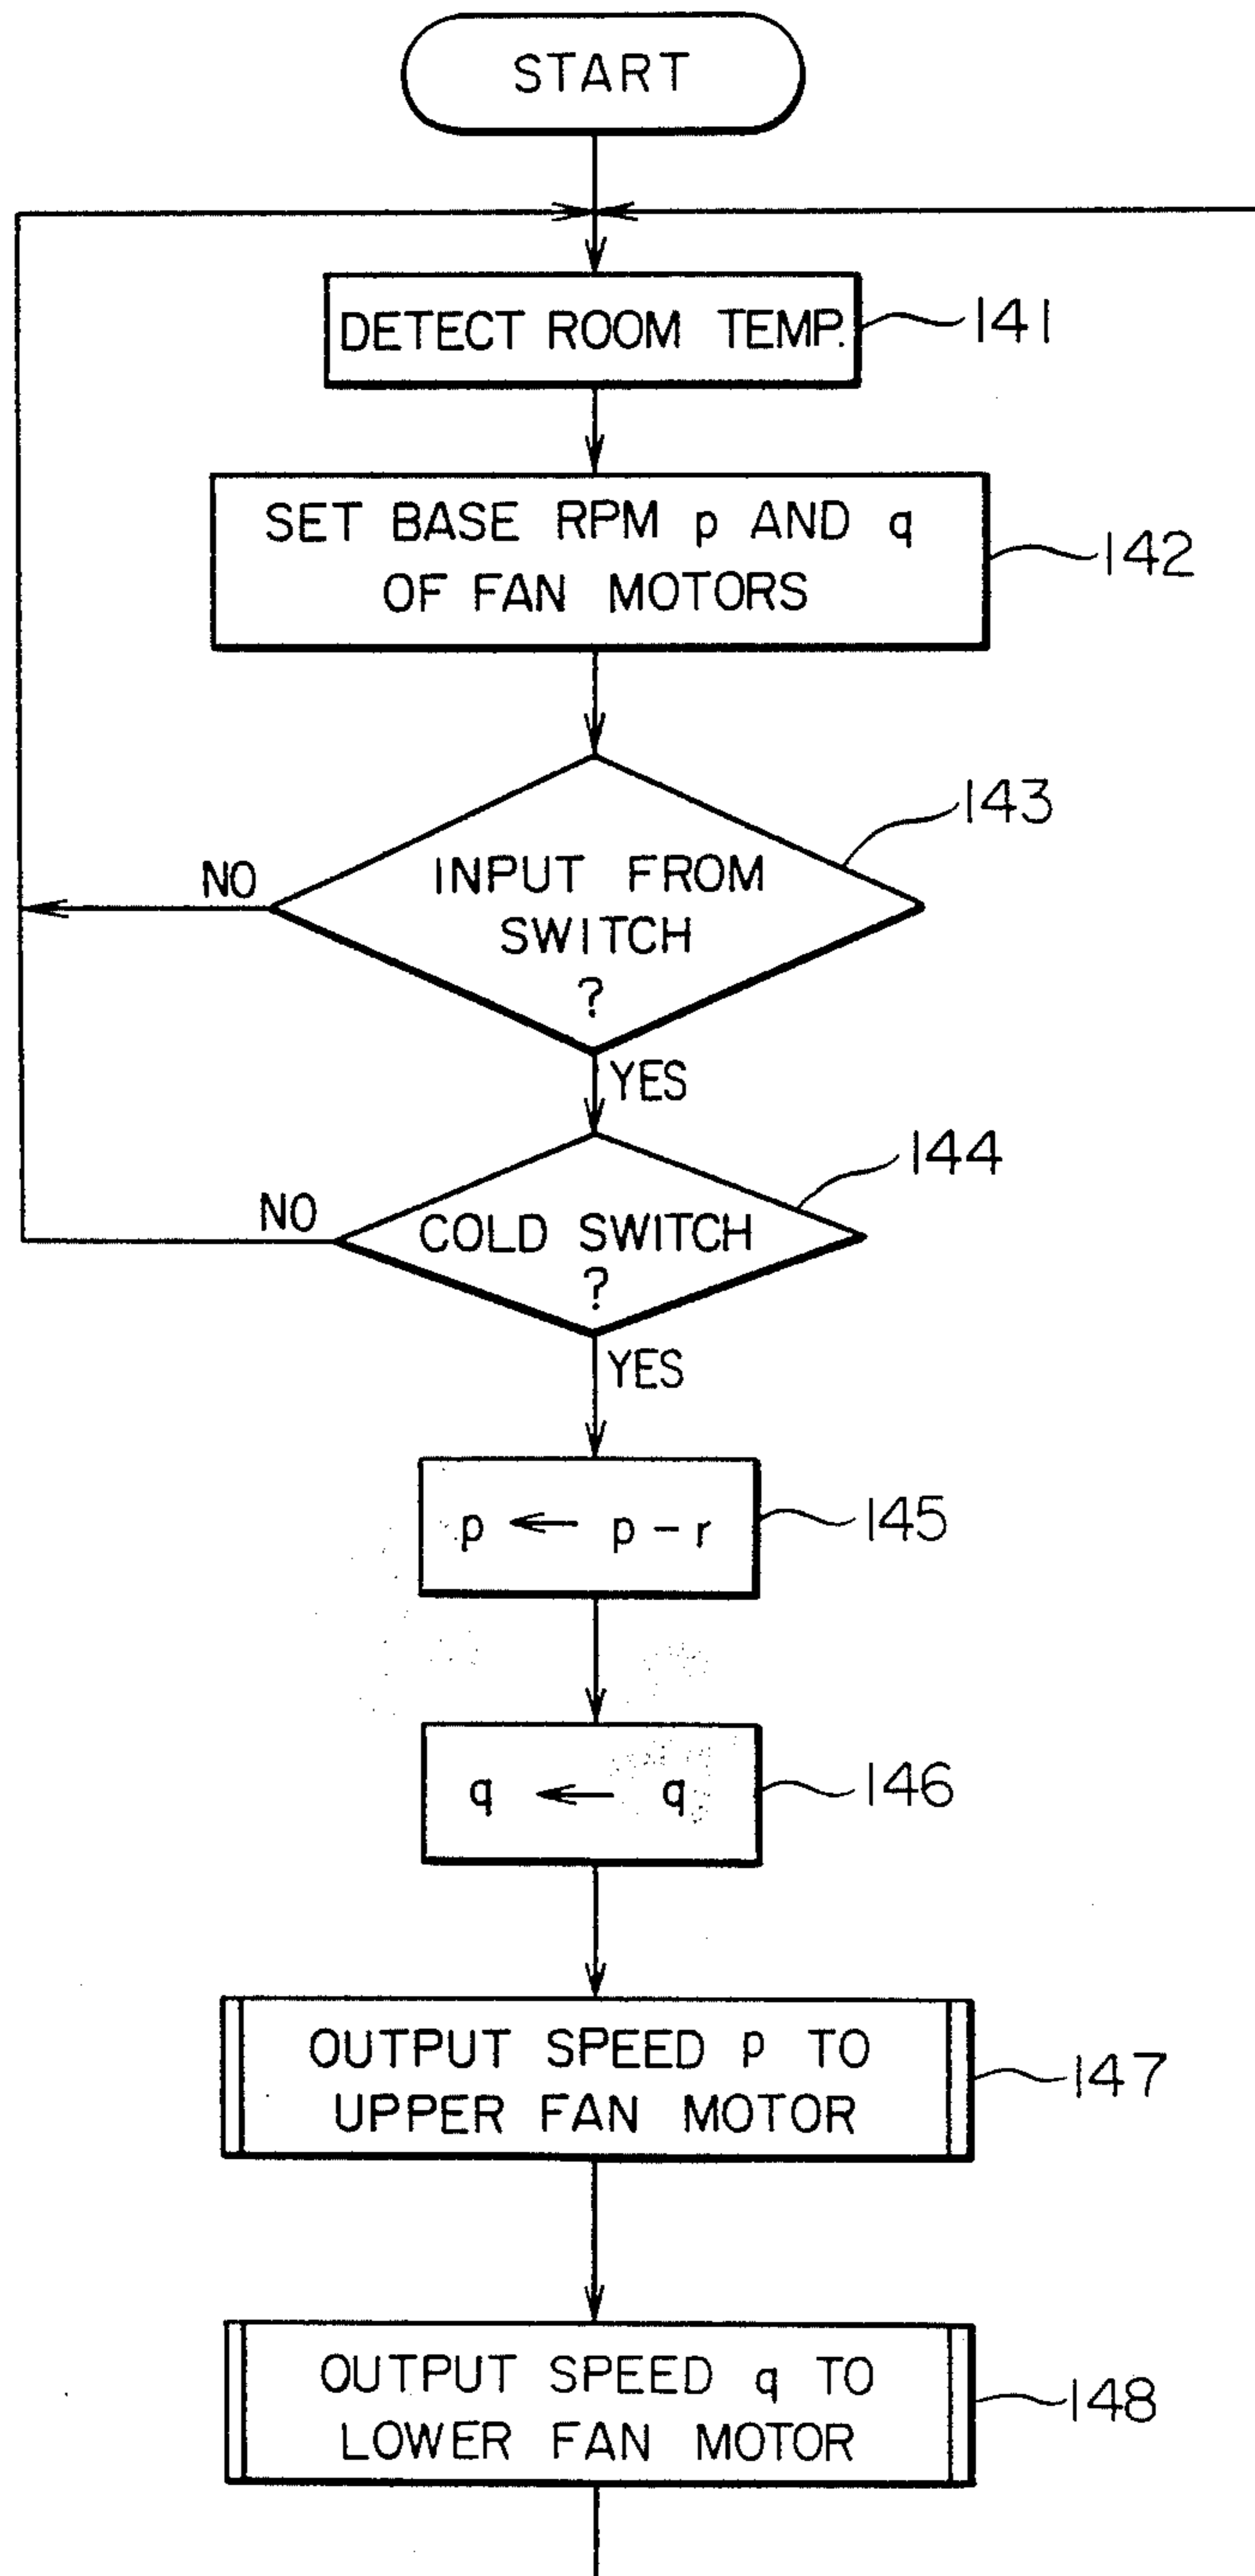 START
DETECT ROOM TEMP.
141
SET BASE RPM p AND q
OF FAN MOTORS
142
143
INPUT FROM
SWITCH
?
NO
YES
144
COLD SWITCH
?
NO
YES
p ← p - r
145
q ← q
146
OUTPUT SPEED p TO
UPPER FAN MOTOR
147
OUTPUT SPEED q TO
LOWER FAN MOTOR
148